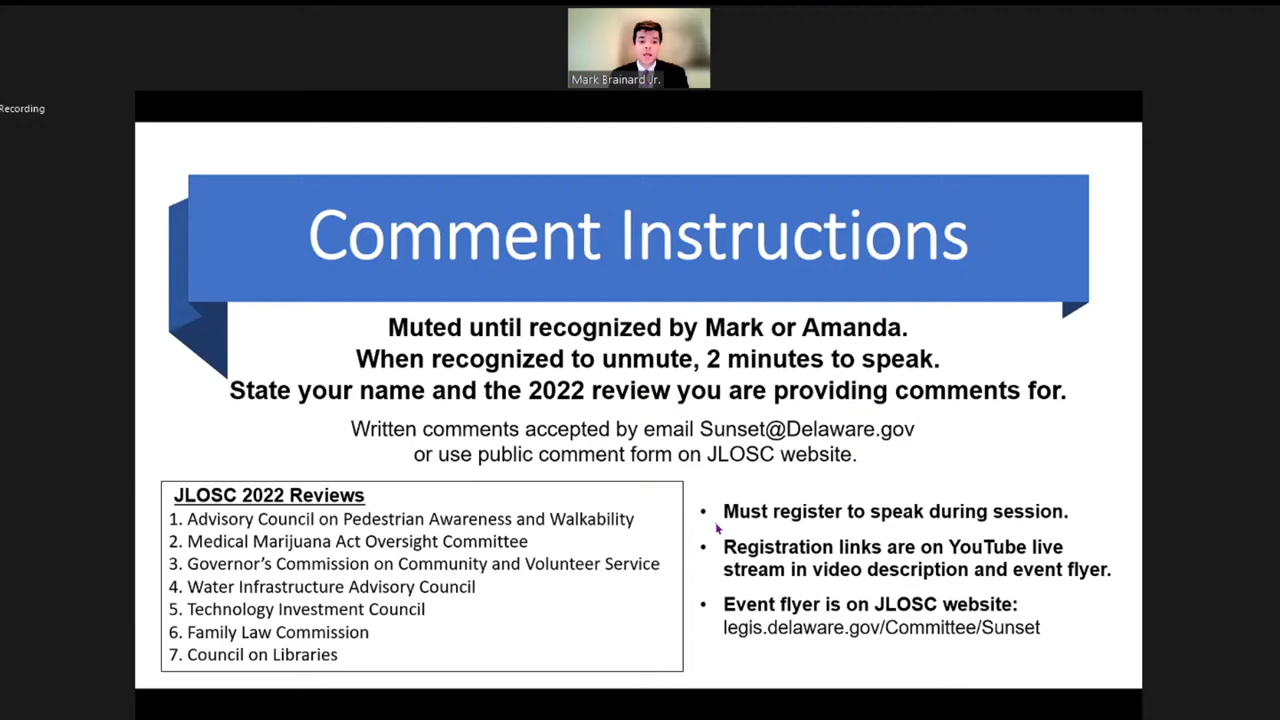 Mark Brainard Jr.
Recording
Comment Instructions
Muted until recognized by Mark or Amanda.
When recognized to unmute, 2 minutes to speak.
State your name and the 2022 review you are providing comments for.
Written comments accepted by email Sunset@Delaware.gov
or use public comment form on JLOSC website.
JLOSC 2022 Reviews
1. Advisory Council on Pedestrian Awareness and Walkability
2. Medical Marijuana Act Oversight Committee
3. Governor's Commission on Community and Volunteer Service
4. Water Infrastructure Advisory Council
5. Technology Investment Council
6. Family Law Commission
7. Council on Libraries
• Must register to speak during session.
• Registration links are on YouTube live
stream in video description and event flyer.
• Event flyer is on JLOSC website:
legis.delaware.gov/Committee/Sunset